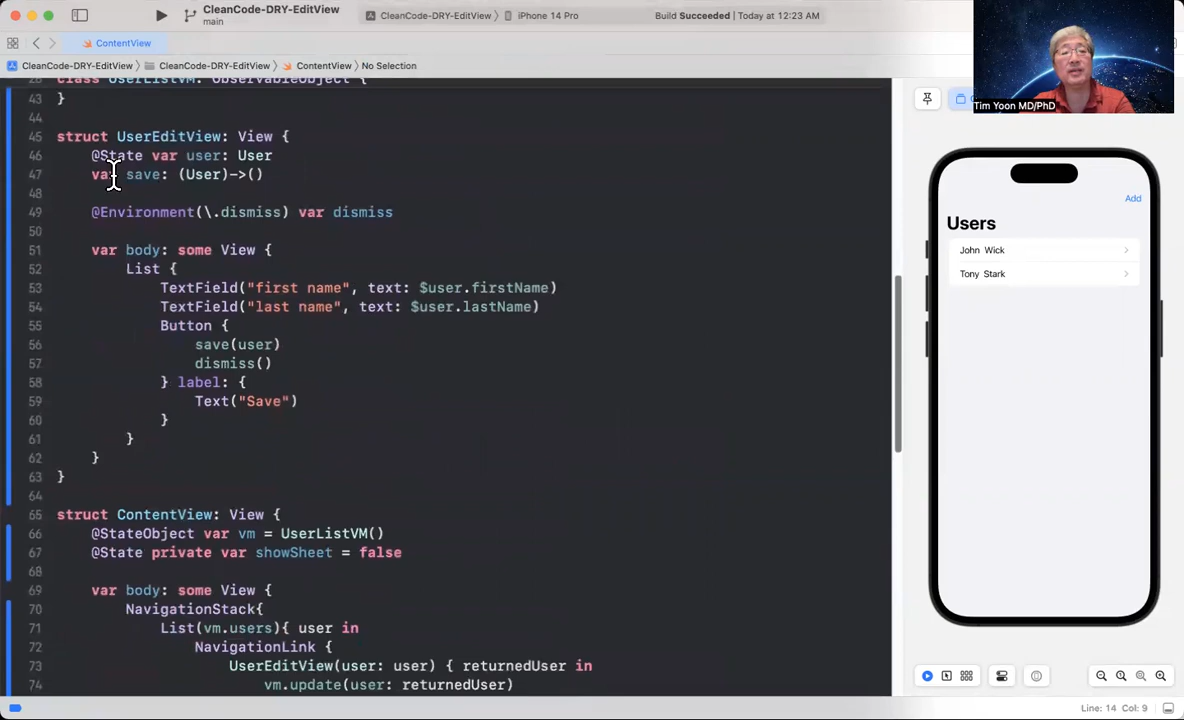 CleanCode-DRY-EditView
main
CleanCode-DRY-EditView
iPhone 14 Pro
Build Succeeded | Today at 12:23 AM
ContentView
CleanCode-DRY-EditView
CleanCode-DRY-EditView
ContentView
No Selection
26 class UserListVM: ObservableObject {
43 }
44
45 struct UserEditView: View {
46 @State var user: User
47 var save: (User)->()
48
49 @Environment(\.dismiss) var dismiss
50
51 var body: some View {
52 List {
53 TextField("first name", text: $user.firstName)
54 TextField("last name", text: $user.lastName)
55 Button {
56 save(user)
57 dismiss()
58 } label: {
59 Text("Save")
60 }
61 }
62 }
63 }
64
65 struct ContentView: View {
66 @StateObject var vm = UserListVM()
67 @State private var showSheet = false
68
69 var body: some View {
70 NavigationStack{
71 List(vm.users){ user in
72 NavigationLink {
73 UserEditView(user: user) { returnedUser in
74 vm.update(user: returnedUser)
Tim Yoon MD/PhD
Add
Users
John Wick
Tony Stark
Line: 14 Col: 9